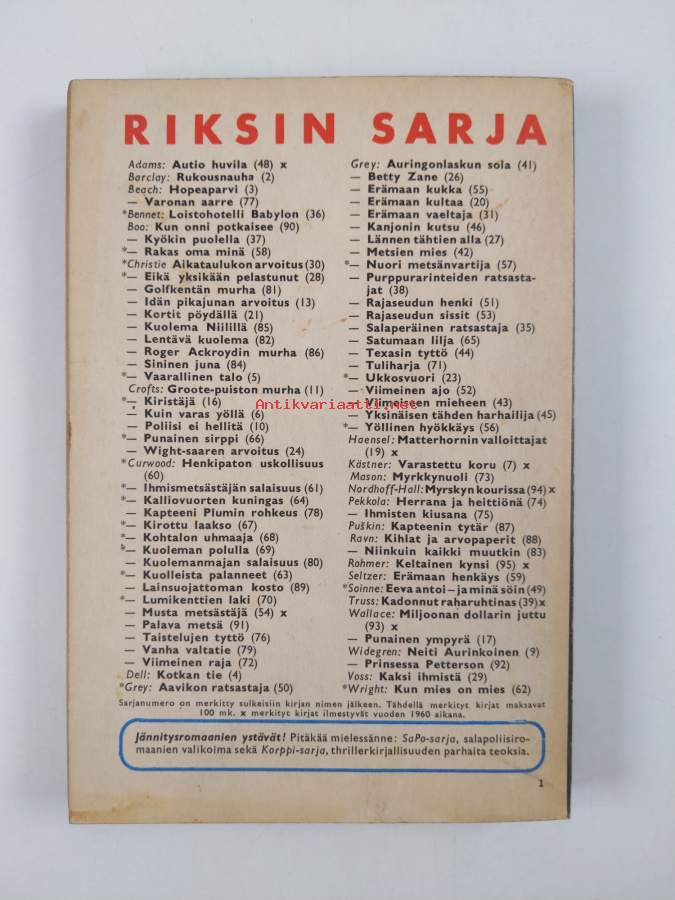 RIKSIN SARJA
Adams: Autio huvila (48) x
Barclay: Rukousnauha (2)
Beach: Hopeaparvi (3)
— Varonan aarre (77)
*Bennet: Loistohotelli Babylon (36)
Boo: Kun onni potkaisee (90)
— Kyökin puolella (37)
*— Rakas oma minä (58)
*Christie Aikataulukon arvoitus (30)
*— Eikä yksikään pelastunut (28)
— Golfkentän murha (81)
— Idän pikajunan arvoitus (13)
— Kortit pöydällä (21)
— Kuolema Niilillä (85)
— Lentävä kuolema (82)
— Roger Ackroydin murha (86)
— Sininen juna (84)
*— Vaarallinen talo (5)
Crofts: Groote-puiston murha (11)
*— Kiristäjä (16)
— Kuin varas yöllä (6)
— Poliisi ei hellitä (10)
*— Punainen sirppi (66)
— Wight-saaren arvoitus (24)
*Curwood: Henkipaton uskollisuus
(60)
*— Ihmismetsästäjän salaisuus (61)
*— Kalliovuorten kuningas (64)
— Kapteeni Plumin rohkeus (78)
*— Kirottu laakso (67)
*— Kohtalon uhmaaja (68)
*— Kuoleman polulla (69)
— Kuolemanmajan salaisuus (80)
*— Kuolleista palanneet (63)
— Lainsuojattoman kosto (89)
*— Lumikenttien laki (70)
— Musta metsästäjä (54) x
— Palava metsä (91)
— Taistelujen tyttö (76)
— Vanha valtatie (79)
— Viimeinen raja (72)
Dell: Kotkan tie (4)
*Grey: Aavikon ratsastaja (50)
Grey: Auringonlaskun sola (41)
— Betty Zane (26)
— Erämaan kukka (55)
— Erämaan kultaa (20)
— Erämaan vaeltaja (31)
— Kanjonin kutsu (46)
— Lännen tähtien alla (27)
— Metsien mies (42)
*— Nuori metsänvartija (57)
— Purppurarinteiden ratsasta-
jat (38)
— Rajaseudun henki (51)
— Rajaseudun sissit (53)
— Salaperäinen ratsastaja (35)
— Satumaan lilja (65)
— Texasin tyttö (44)
— Tuliharja (71)
*— Ukkosvuori (23)
— Viimeinen ajo (52)
— Viimeiseen mieheen (43)
— Yksinäisen tähden harhailija (45)
*— Yöllinen hyökkäys (56)
Haensel: Matterhornin valloittajat
(19) x
Kästner: Varastettu koru (7) x
Mason: Myrkkynuoli (73)
Nordhoff-Hall: Myrskyn kourissa (94) x
Pekkola: Herrana ja heittiönä (74)
— Ihmisten kiusana (75)
Puškin: Kapteenin tytär (87)
Ravn: Kihlat ja arvopaperit (88)
— Niinkuin kaikki muutkin (83)
Rohmer: Keltainen kynsi (95) x
Seltzer: Erämaan henkäys (59)
*Soinne: Eeva antoi – ja minä söin (49)
Truss: Kadonnut raharuhtinas (39) x
Wallace: Miljoonan dollarin juttu
(93) x
— Punainen ympyrä (17)
Widegren: Neiti Aurinkoinen (9)
— Prinsessa Petterson (92)
Voss: Kaksi ihmistä (29)
*Wright: Kun mies on mies (62)
Sarjanumero on merkitty sulkeisiin kirjan nimen jälkeen. Tähdellä merkityt kirjat maksavat
100 mk. x merkityt kirjat ilmestyvät vuoden 1960 aikana.
Jännitysromaanien ystävät! Pitäkää mielessänne: SaPo-sarja, salapoliisiro-
maanien valikoima sekä Korppi-sarja, thrillerkirjallisuuden parhaita teoksia.
1
Antikvariaatti.net